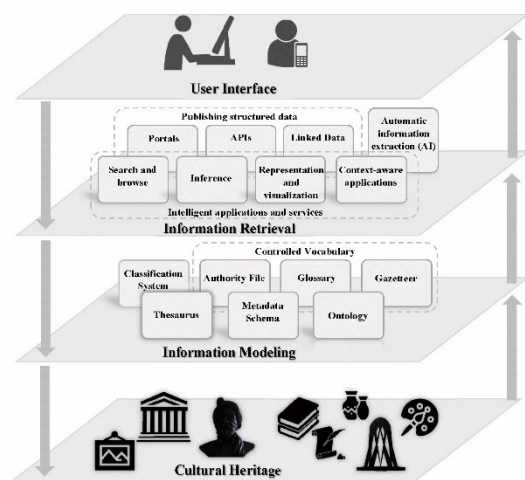 User Interface
Publishing structured data
Portals
APIs
Linked Data
Automatic
information
extraction (AI)
Search and
browse
Inference
Representation
and
visualization
Context-aware
applications
Intelligent applications and services
Information Retrieval
Controlled Vocabulary
Classification
System
Authority File
Glossary
Gazetteer
Thesaurus
Metadata
Schema
Ontology
Information Modeling
Cultural Heritage